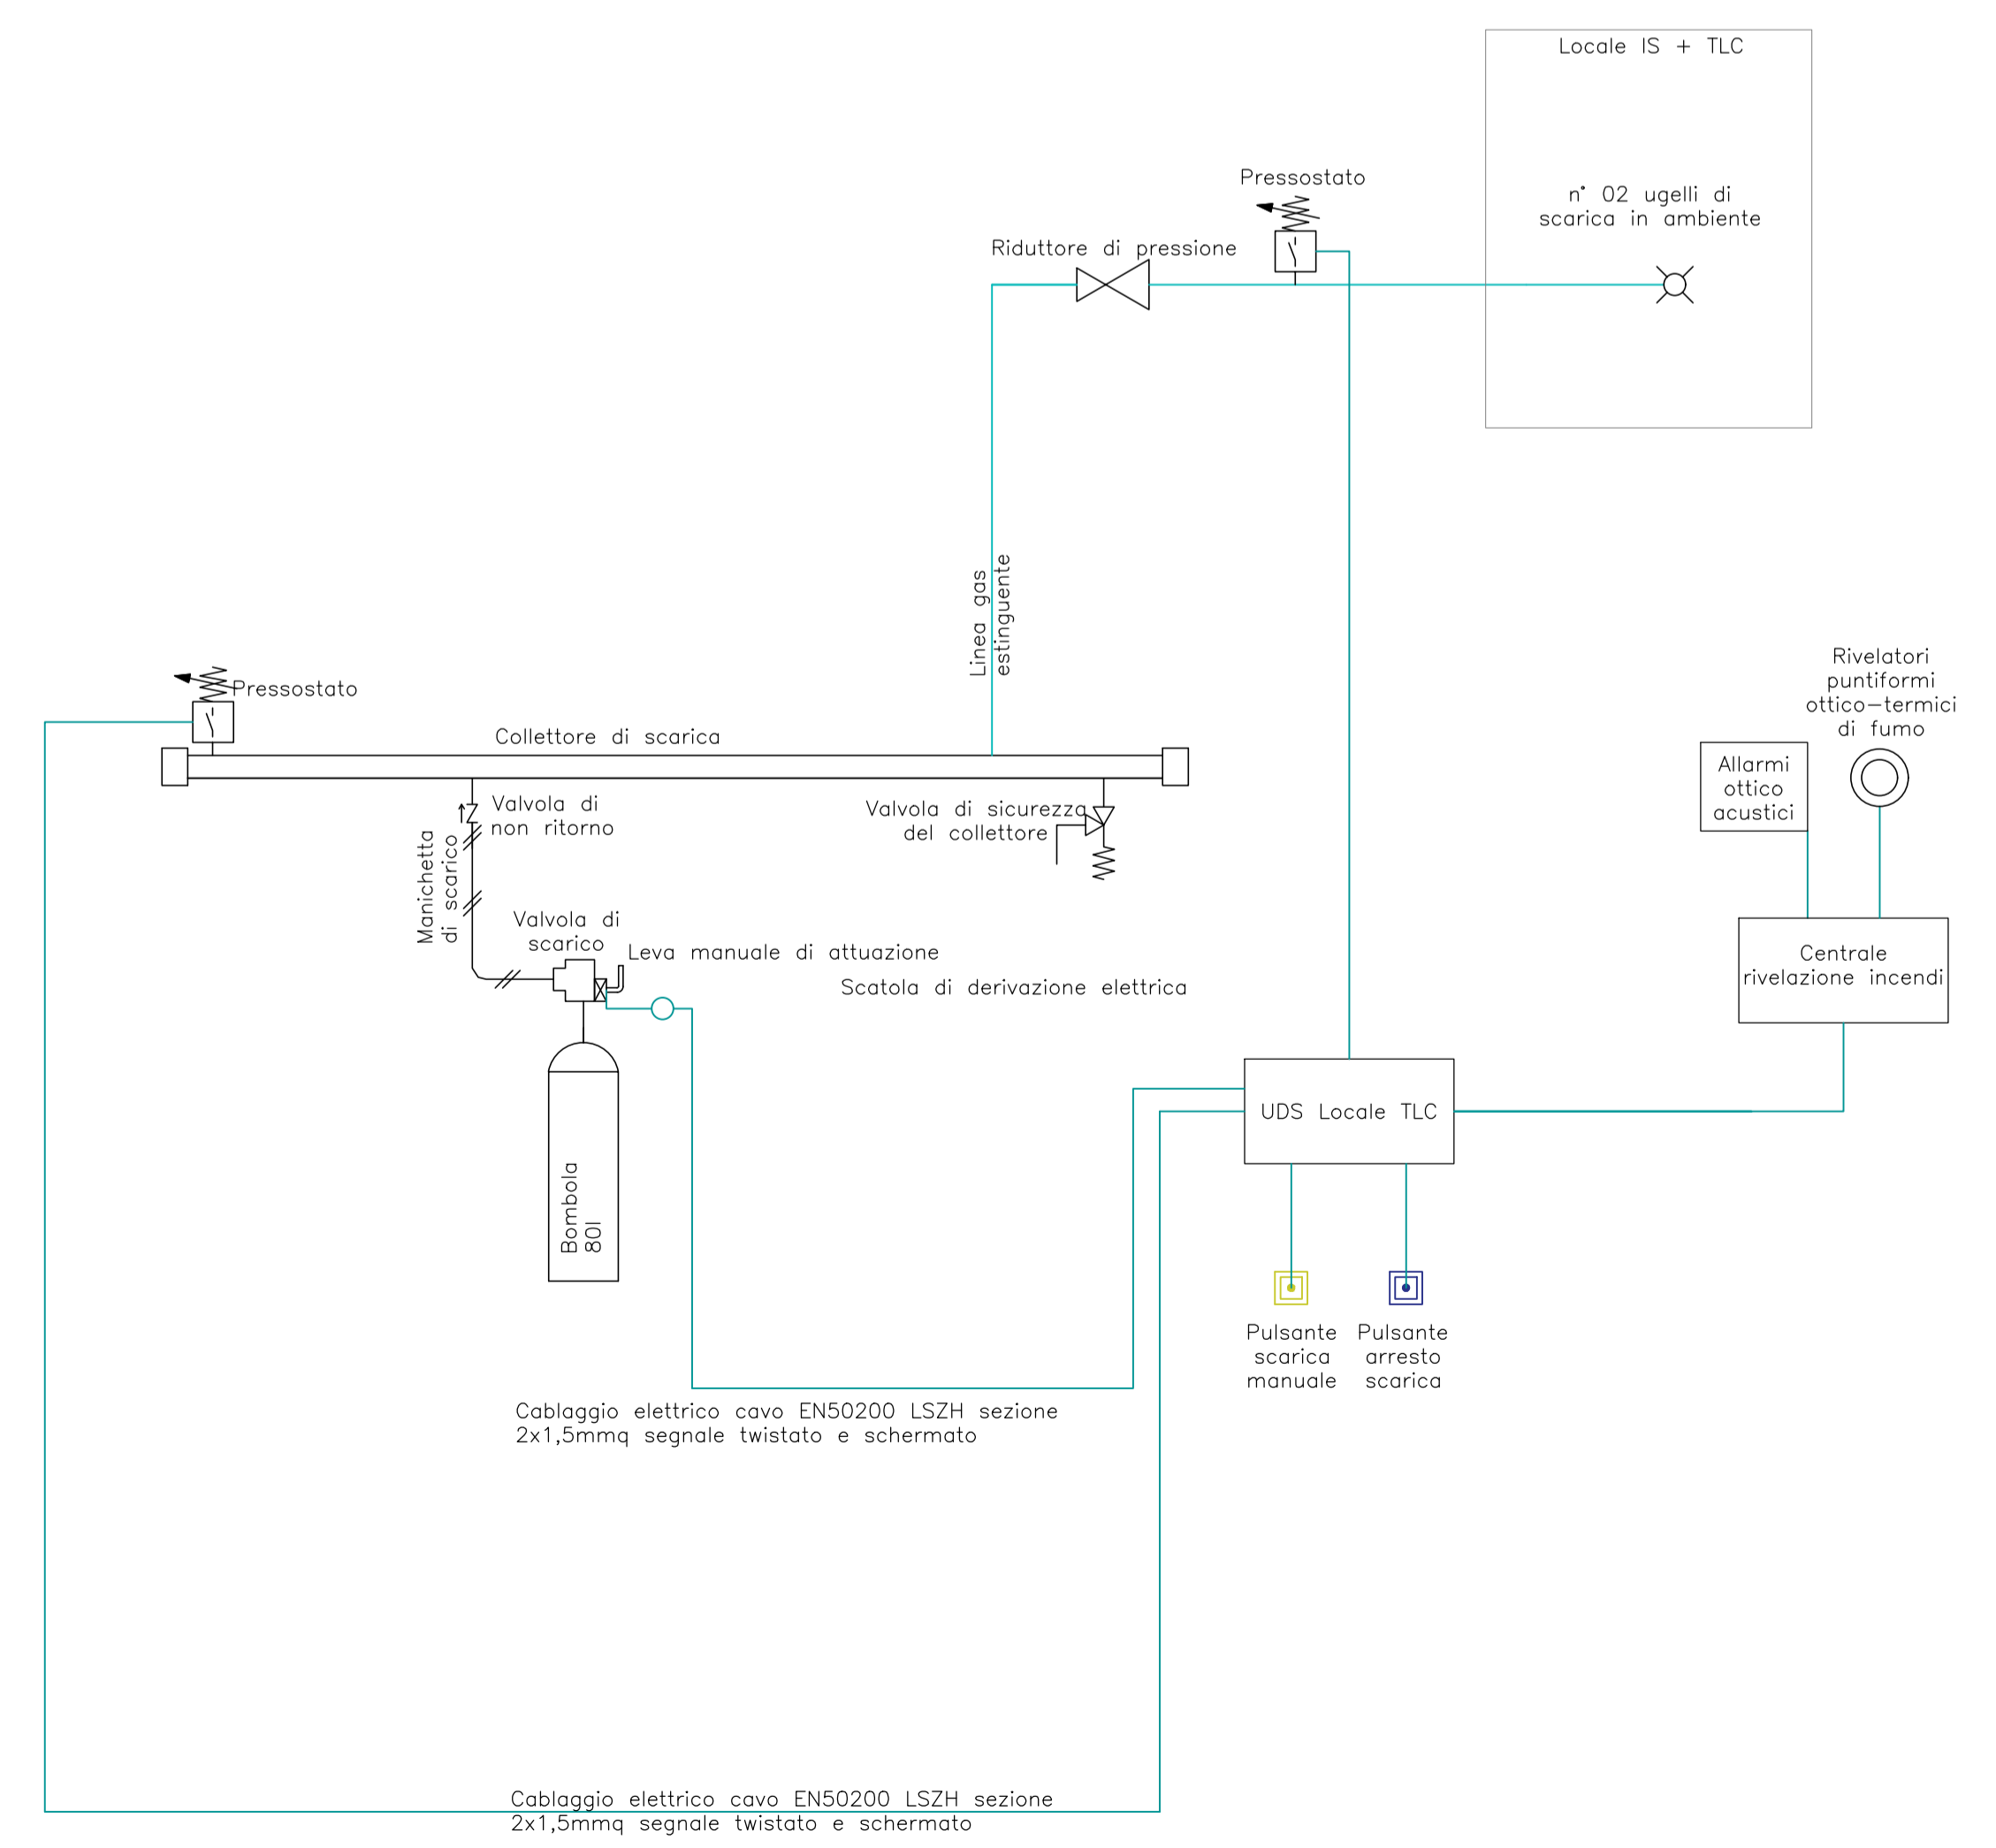 Locale IS + TLC
Pressostato
n° 02 ugelli di
scarica in ambiente
Riduttore di pressione
Linea gas
estinguente
Rivelatori
puntiformi
ottico-termici
di fumo
Pressostato
Collettore di scarica
Allarmi
ottico
acustici
Valvola di
non ritorno
Valvola di sicurezza
del collettore
Manichetta
di scarico
Valvola di
scarico
Leva manuale di attuazione
Scatola di derivazione elettrica
Centrale
rivelazione incendi
UDS Locale TLC
Bombola
80l
Pulsante
scarica
manuale
Pulsante
arresto
scarica
Cablaggio elettrico cavo EN50200 LSZH sezione
2x1,5mmq segnale twistato e schermato
Cablaggio elettrico cavo EN50200 LSZH sezione
2x1,5mmq segnale twistato e schermato